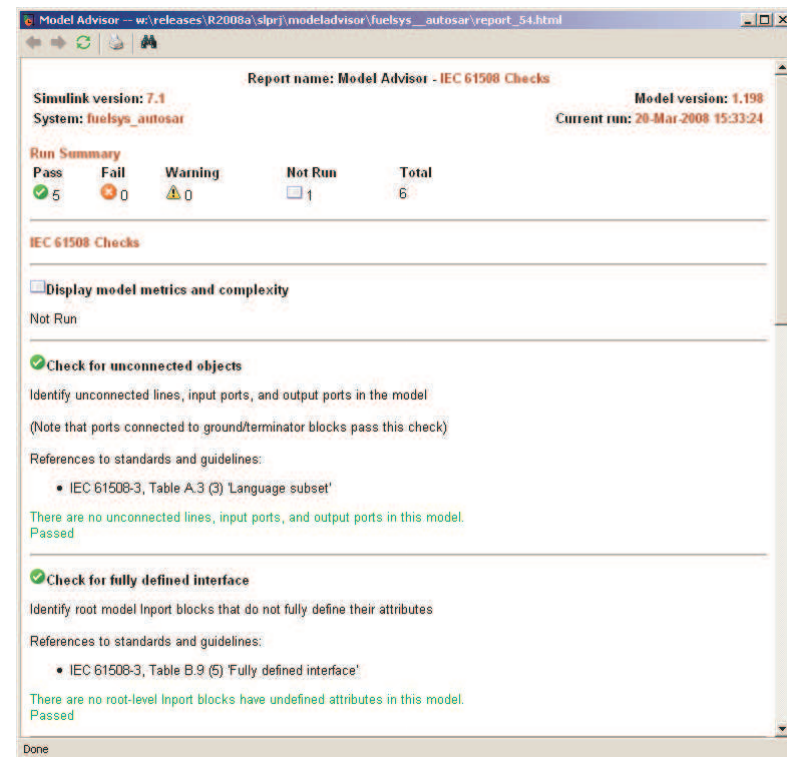 Model Advisor -- w:\releases\R2008a\slprj\modeladvisor\fuelsys__autosar\report_54.html
Report name: Model Advisor - IEC 61508 Checks
Simulink version: 7.1 Model version: 1.198
System: fuelsys_autosar Current run: 20-Mar-2008 15:33:24
Run Summary
Pass Fail Warning Not Run Total
5 0 0 1 6
IEC 61508 Checks
Display model metrics and complexity
Not Run
Check for unconnected objects
Identify unconnected lines, input ports, and output ports in the model
(Note that ports connected to ground/terminator blocks pass this check)
References to standards and guidelines:
• IEC 61508-3, Table A.3 (3) 'Language subset'
There are no unconnected lines, input ports, and output ports in this model.
Passed
Check for fully defined interface
Identify root model Inport blocks that do not fully define their attributes
References to standards and guidelines:
• IEC 61508-3, Table B.9 (5) 'Fully defined interface'
There are no root-level Inport blocks have undefined attributes in this model.
Passed
Done